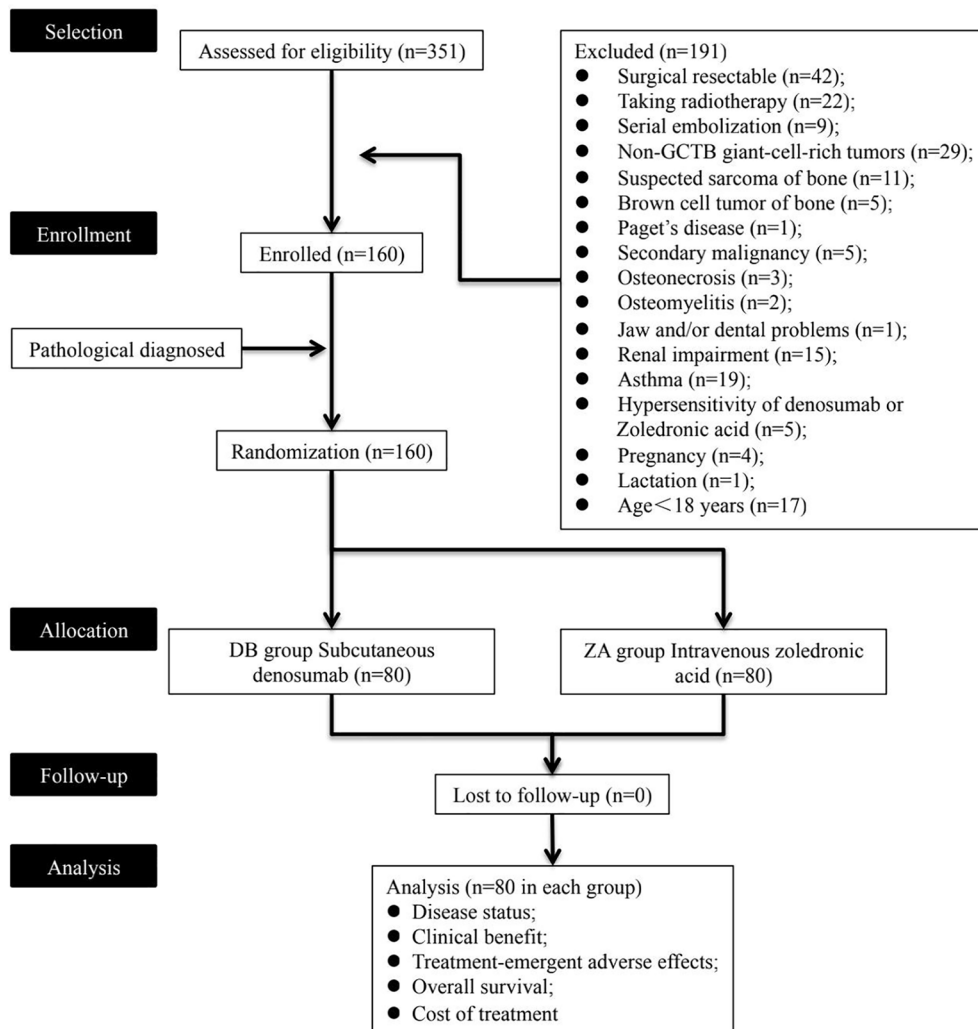 Selection
Assessed for eligibility (n=351)
Excluded (n=191)
● Surgical resectable (n=42);
● Taking radiotherapy (n=22);
● Serial embolization (n=9);
● Non-GCTB giant-cell-rich tumors (n=29);
● Suspected sarcoma of bone (n=11);
● Brown cell tumor of bone (n=5);
● Paget's disease (n=1);
● Secondary malignancy (n=5);
● Osteonecrosis (n=3);
● Osteomyelitis (n=2);
● Jaw and/or dental problems (n=1);
● Renal impairment (n=15);
● Asthma (n=19);
● Hypersensitivity of denosumab or
Zoledronic acid (n=5);
● Pregnancy (n=4);
● Lactation (n=1);
● Age<18 years (n=17)
Enrollment
Enrolled (n=160)
Pathological diagnosed
Randomization (n=160)
Allocation
DB group Subcutaneous
denosumab (n=80)
ZA group Intravenous zoledronic
acid (n=80)
Follow-up
Lost to follow-up (n=0)
Analysis
Analysis (n=80 in each group)
● Disease status;
● Clinical benefit;
● Treatment-emergent adverse effects;
● Overall survival;
● Cost of treatment